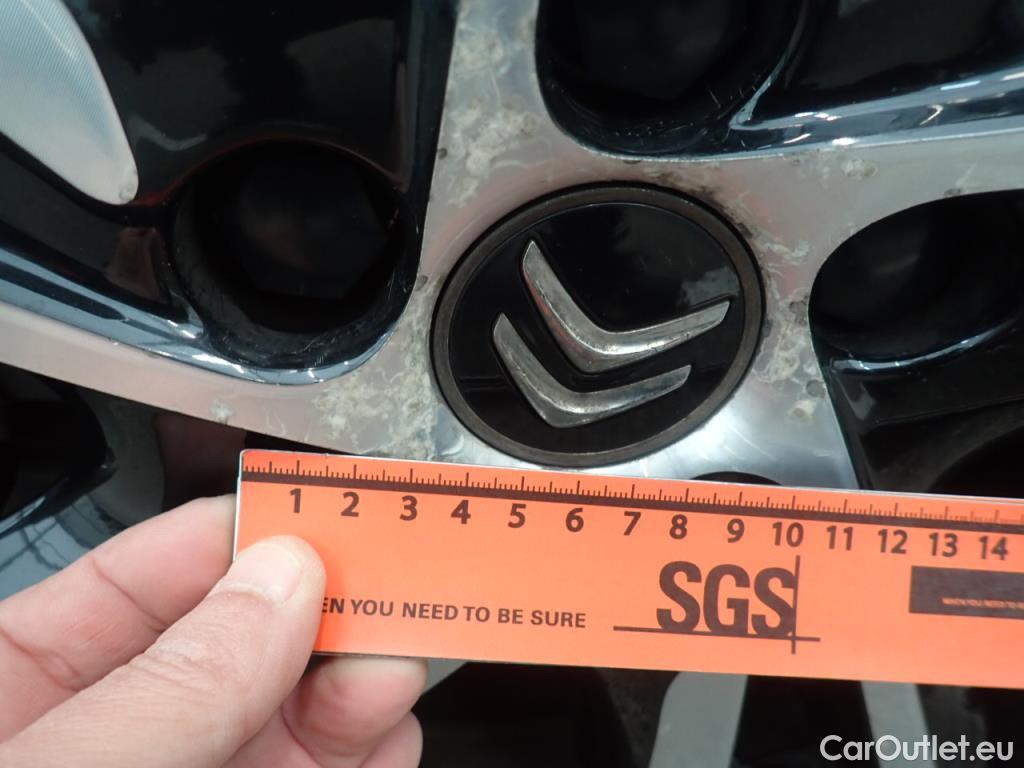 1 2 3 4 5 6 7 8 9 10 11 12 13 14
EN YOU NEED TO BE SURE
SGS
CarOutlet.eu